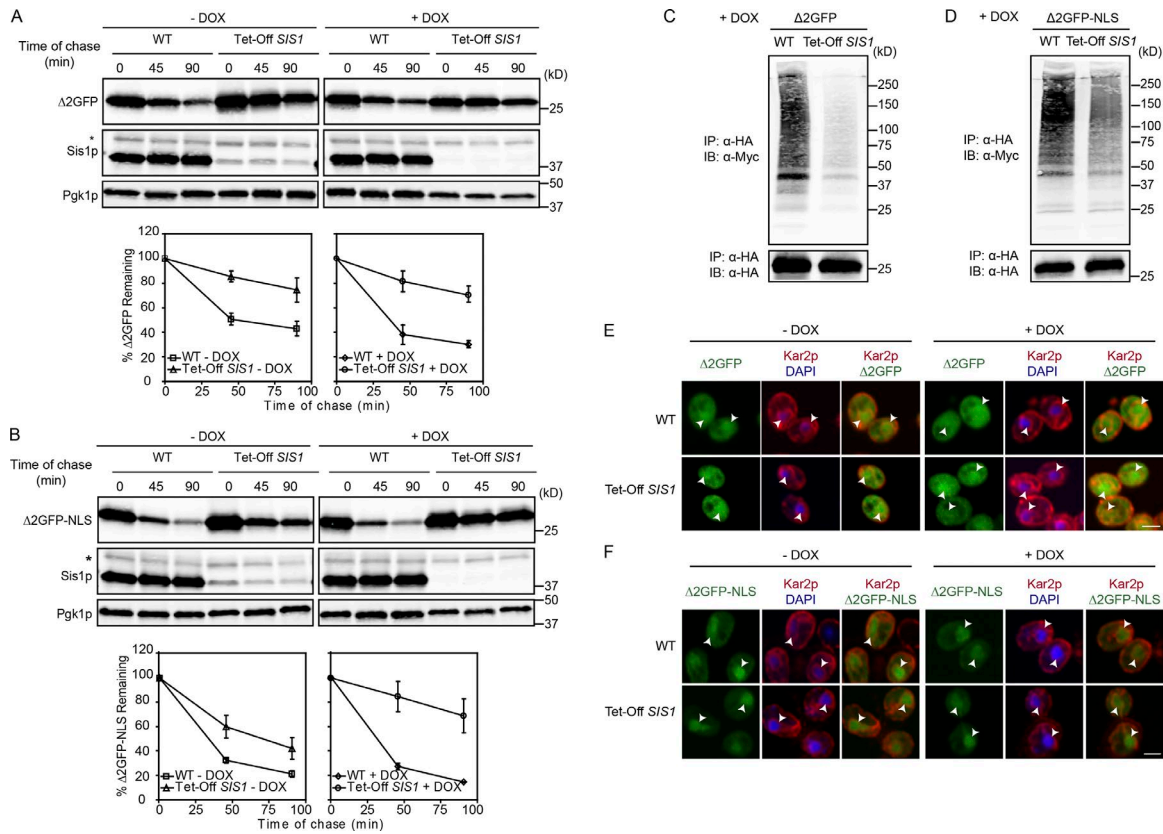 A
- DOX
+ DOX
Time of chase
(min)
WT
Tet-Off SIS1
WT
Tet-Off SIS1
0 45 90 0 45 90 0 45 90 0 45 90
(kD)
Δ2GFP
25
*
Sis1p
37
Pgk1p
50
37
% Δ2GFP Remaining
120
100
80
60
40
20
0
WT - DOX
Tet-Off SIS1 - DOX
WT + DOX
Tet-Off SIS1 + DOX
0 25 50 75 100
0 25 50 75 100
Time of chase (min)
B
- DOX
+ DOX
Time of chase
(min)
WT
Tet-Off SIS1
WT
Tet-Off SIS1
0 45 90 0 45 90 0 45 90 0 45 90
(kD)
Δ2GFP-NLS
25
*
Sis1p
37
Pgk1p
50
37
% Δ2GFP-NLS Remaining
120
100
80
60
40
20
0
WT - DOX
Tet-Off SIS1 - DOX
WT + DOX
Tet-Off SIS1 + DOX
0 25 50 75 100
0 25 50 75 100
Time of chase (min)
C
+ DOX
Δ2GFP
WT Tet-Off SIS1
(kD)
250
150
100
75
50
37
25
IP: α-HA
IB: α-Myc
IP: α-HA
IB: α-HA
25
D
+ DOX
Δ2GFP-NLS
WT Tet-Off SIS1
(kD)
250
150
100
75
50
37
25
IP: α-HA
IB: α-Myc
IP: α-HA
IB: α-HA
25
E
- DOX
+ DOX
Δ2GFP
Kar2p
DAPI
Kar2p
Δ2GFP
Δ2GFP
Kar2p
DAPI
Kar2p
Δ2GFP
WT
Tet-Off SIS1
F
- DOX
+ DOX
Δ2GFP-NLS
Kar2p
DAPI
Kar2p
Δ2GFP-NLS
Δ2GFP-NLS
Kar2p
DAPI
Kar2p
Δ2GFP-NLS
WT
Tet-Off SIS1